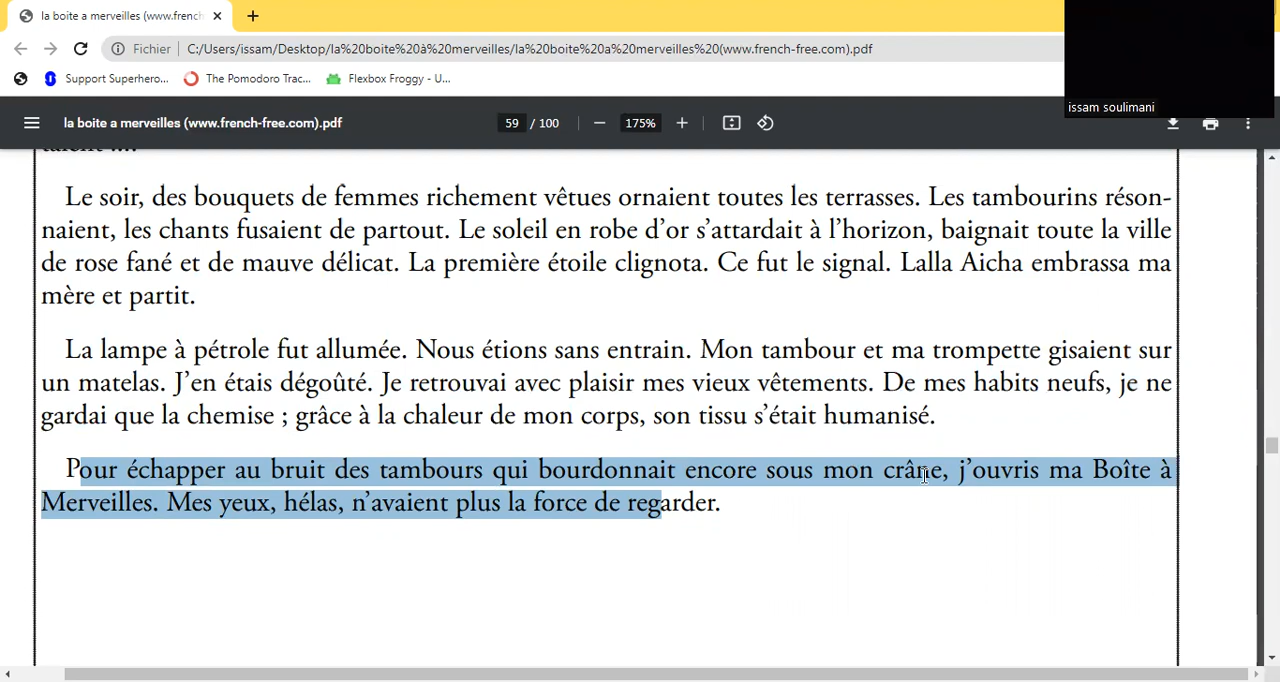 la boite a merveilles (www.french
Fichier C:/Users/issam/Desktop/la%20boite%20à%20merveilles/la%20boite%20a%20merveilles%20(www.french-free.com).pdf
Support Superhero... The Pomodoro Trac... Flexbox Froggy - U...
issam soulimani
la boite a merveilles (www.french-free.com).pdf 59 / 100 175%
Le soir, des bouquets de femmes richement vêtues ornaient toutes les terrasses. Les tambourins réson-
naient, les chants fusaient de partout. Le soleil en robe d’or s’attardait à l’horizon, baignait toute la ville
de rose fané et de mauve délicat. La première étoile clignota. Ce fut le signal. Lalla Aicha embrassa ma
mère et partit.
La lampe à pétrole fut allumée. Nous étions sans entrain. Mon tambour et ma trompette gisaient sur
un matelas. J’en étais dégoûté. Je retrouvai avec plaisir mes vieux vêtements. De mes habits neufs, je ne
gardai que la chemise ; grâce à la chaleur de mon corps, son tissu s’était humanisé.
Pour échapper au bruit des tambours qui bourdonnait encore sous mon crâne, j’ouvris ma Boîte à
Merveilles. Mes yeux, hélas, n’avaient plus la force de regarder.